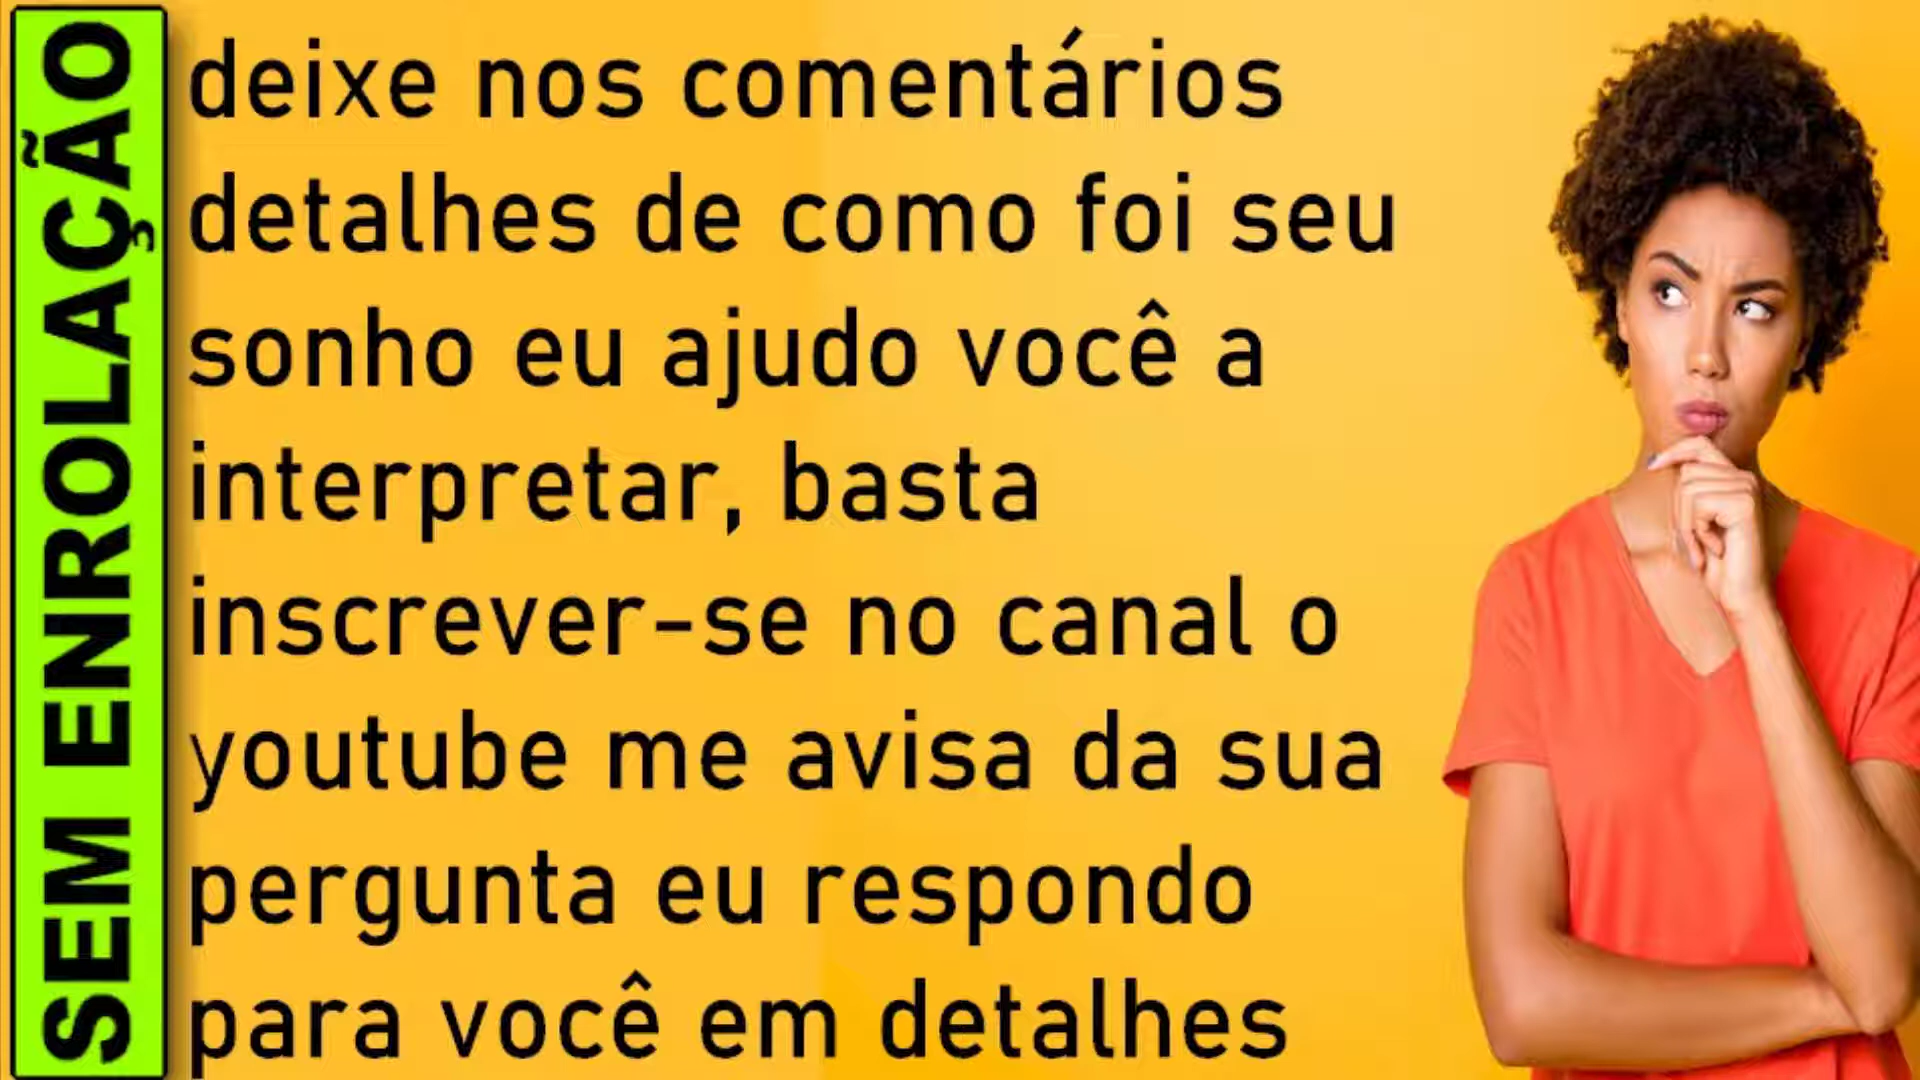 SEM ENROLAÇÃO
deixe nos comentários
detalhes de como foi seu
sonho eu ajudo você a
interpretar, basta
inscrever-se no canal o
youtube me avisa da sua
pergunta eu respondo
para você em detalhes